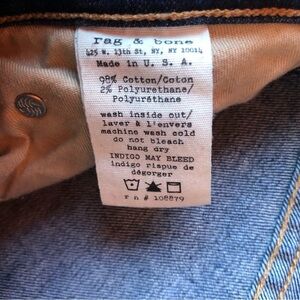 rag & bone
425 W. 13th St, NY, NY 10014
Made in U. S. A.
98% Cotton/Coton
2% Polyurethane/
Polyuréthane/
wash inside out/
laver à l'envers
machine wash cold
do not bleach
hang dry
INDIGO MAY BLEED
indigo risque de
dégorger
r n # 108879